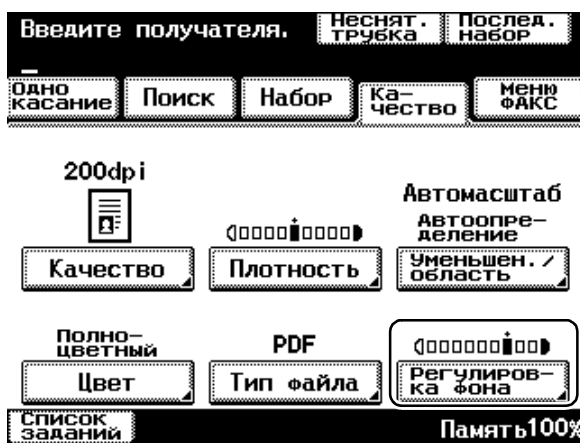 Введите получателя.
Неснят. трубка
Послед. набор
Одно касание
Поиск
Набор
Ка-
чество
Меню ФАКС
200dpi
Автомасштаб
Автоопре-
деление
Качество
Плотность
Уменьшен./
область
Полно-
цветный
PDF
Цвет
Тип файла
Регулиров-
ка фона
Список заданий
Память100%